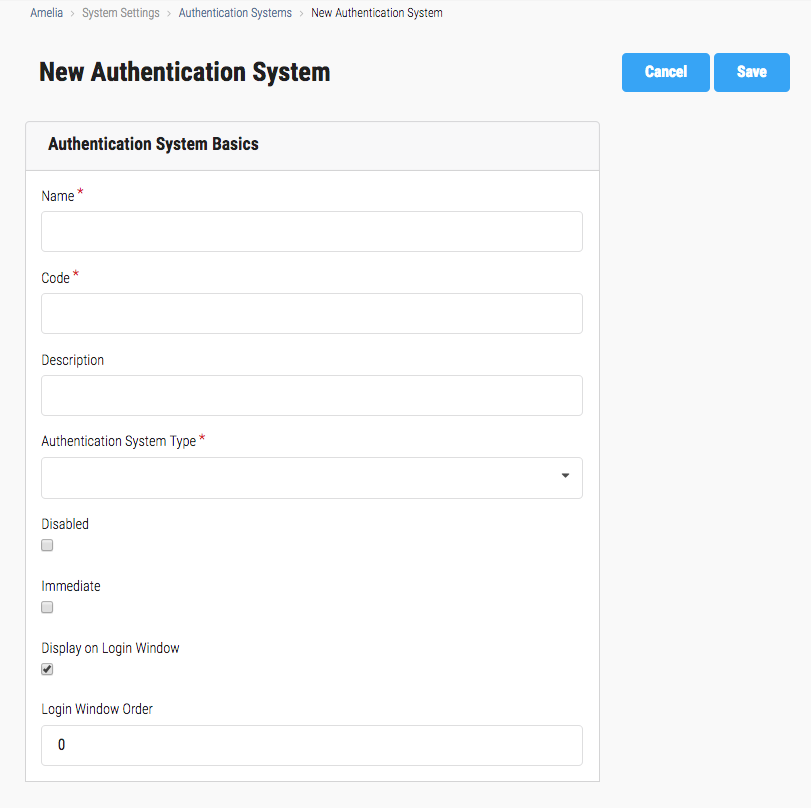 Amelia > System Settings > Authentication Systems > New Authentication System
New Authentication System
Cancel
Save
Authentication System Basics
Name *
Code *
Description
Authentication System Type *
Disabled
Immediate
Display on Login Window
Login Window Order
0